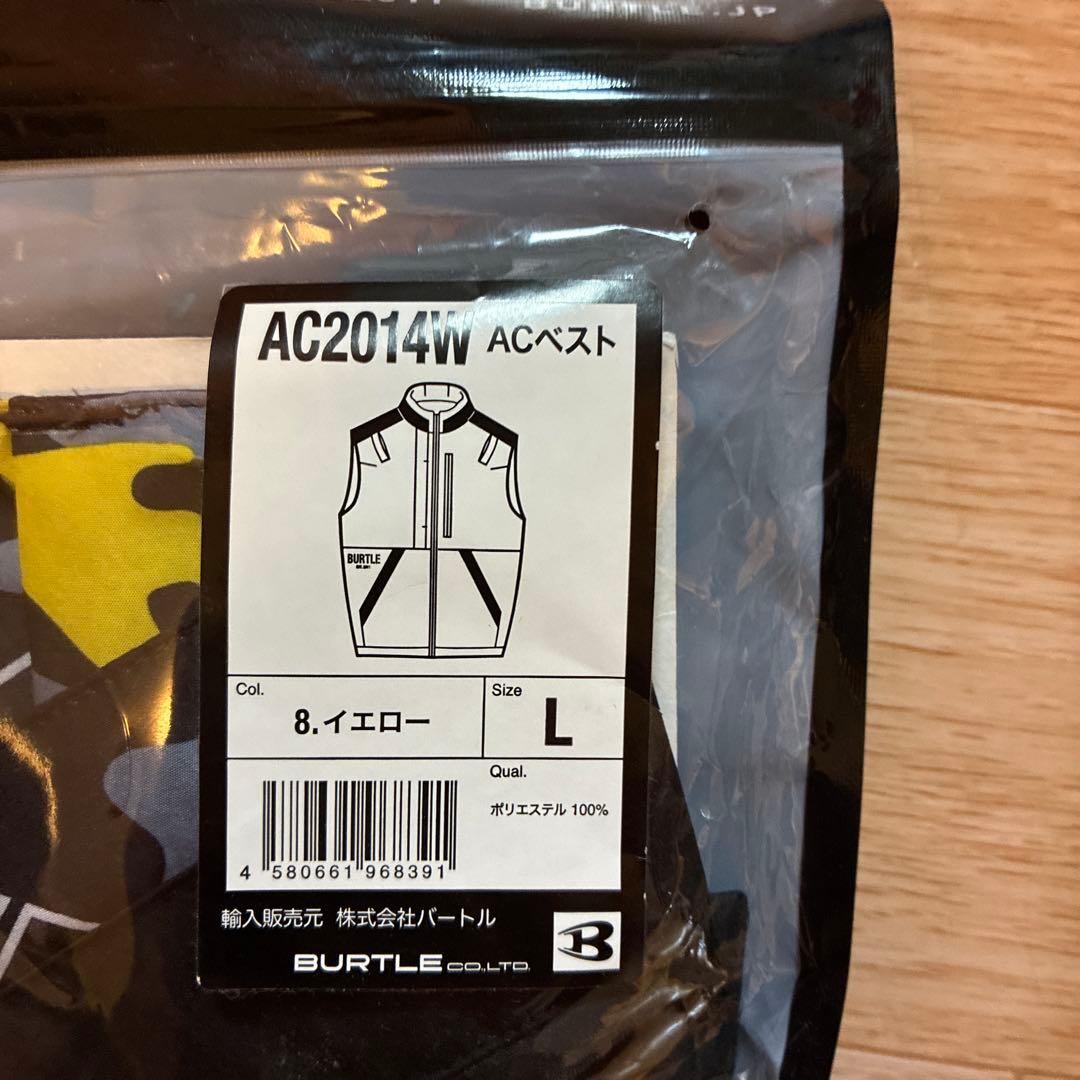 AC2014W ACベスト
BURTLE
Col.
8.イエロー
Size
L
Qual.
ポリエステル 100%
4 580661 968391
輸入販売元 株式会社バートル
BURTLE CO.,LTD.